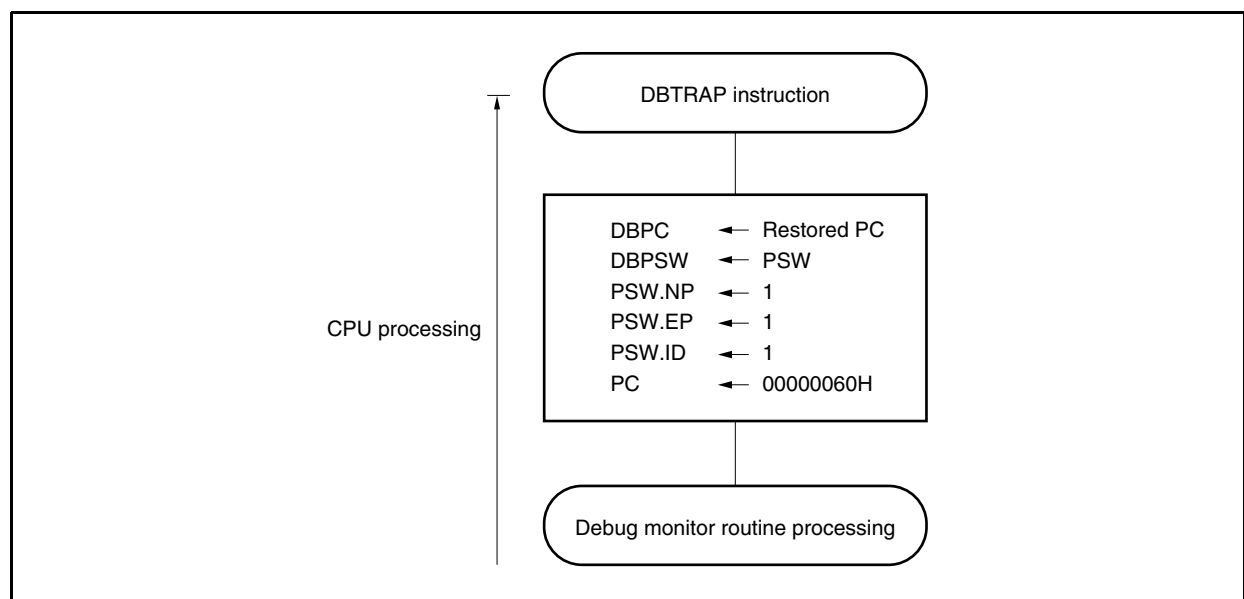 DBTRAP instruction
DBPC ← Restored PC
DBPSW ← PSW
PSW.NP ← 1
PSW.EP ← 1
CPU processing
PSW.ID ← 1
PC ← 00000060H
Debug monitor routine processing